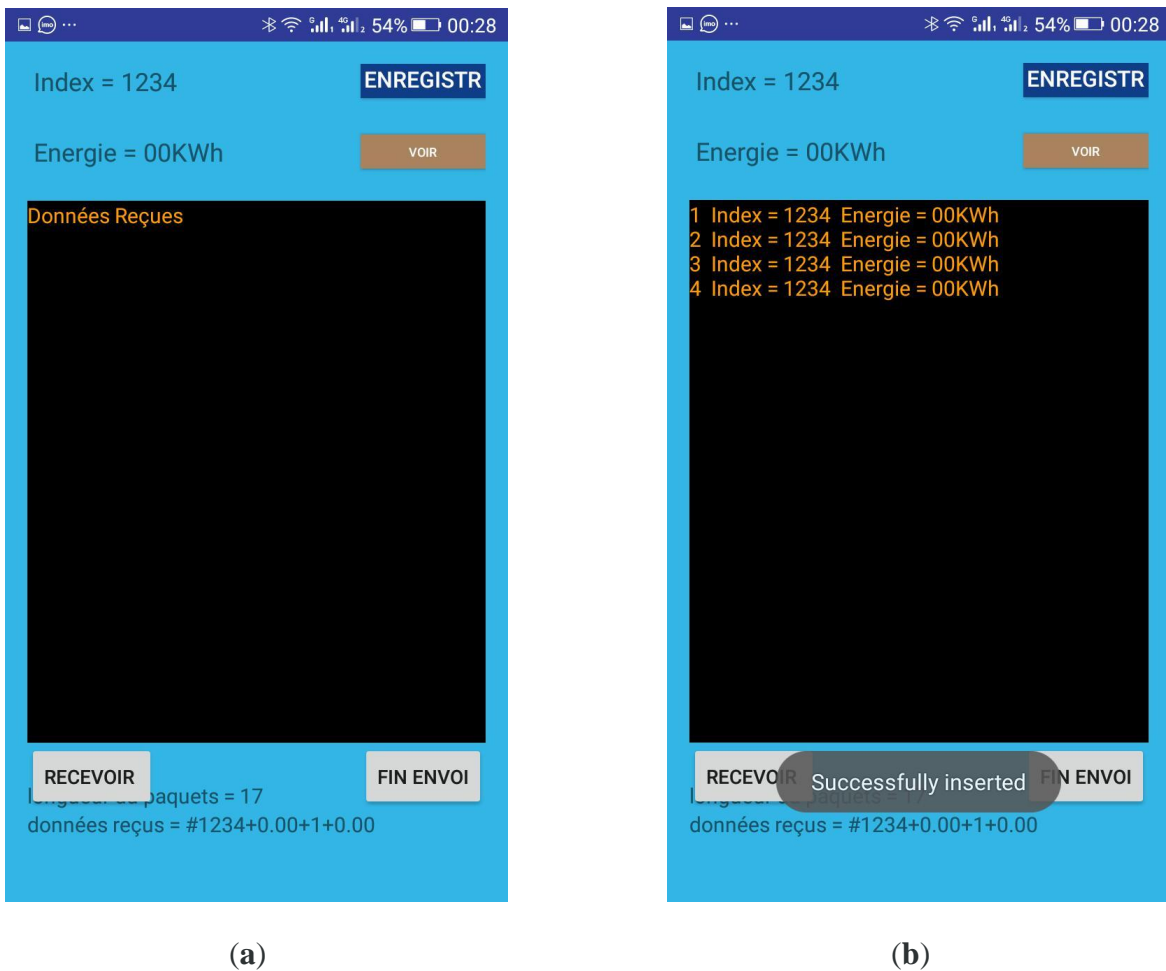 54% 00:28
Index = 1234 ENREGISTR
Energie = 00KWh VOIR
Données Reçues
RECEVOIR FIN ENVOI
paquets = 17
données reçus = #1234+0.00+1+0.00
(a)
54% 00:28
Index = 1234 ENREGISTR
Energie = 00KWh VOIR
1 Index = 1234 Energie = 00KWh
2 Index = 1234 Energie = 00KWh
3 Index = 1234 Energie = 00KWh
4 Index = 1234 Energie = 00KWh
Successfully inserted
FIN ENVOI
données reçus = #1234+0.00+1+0.00
(b)